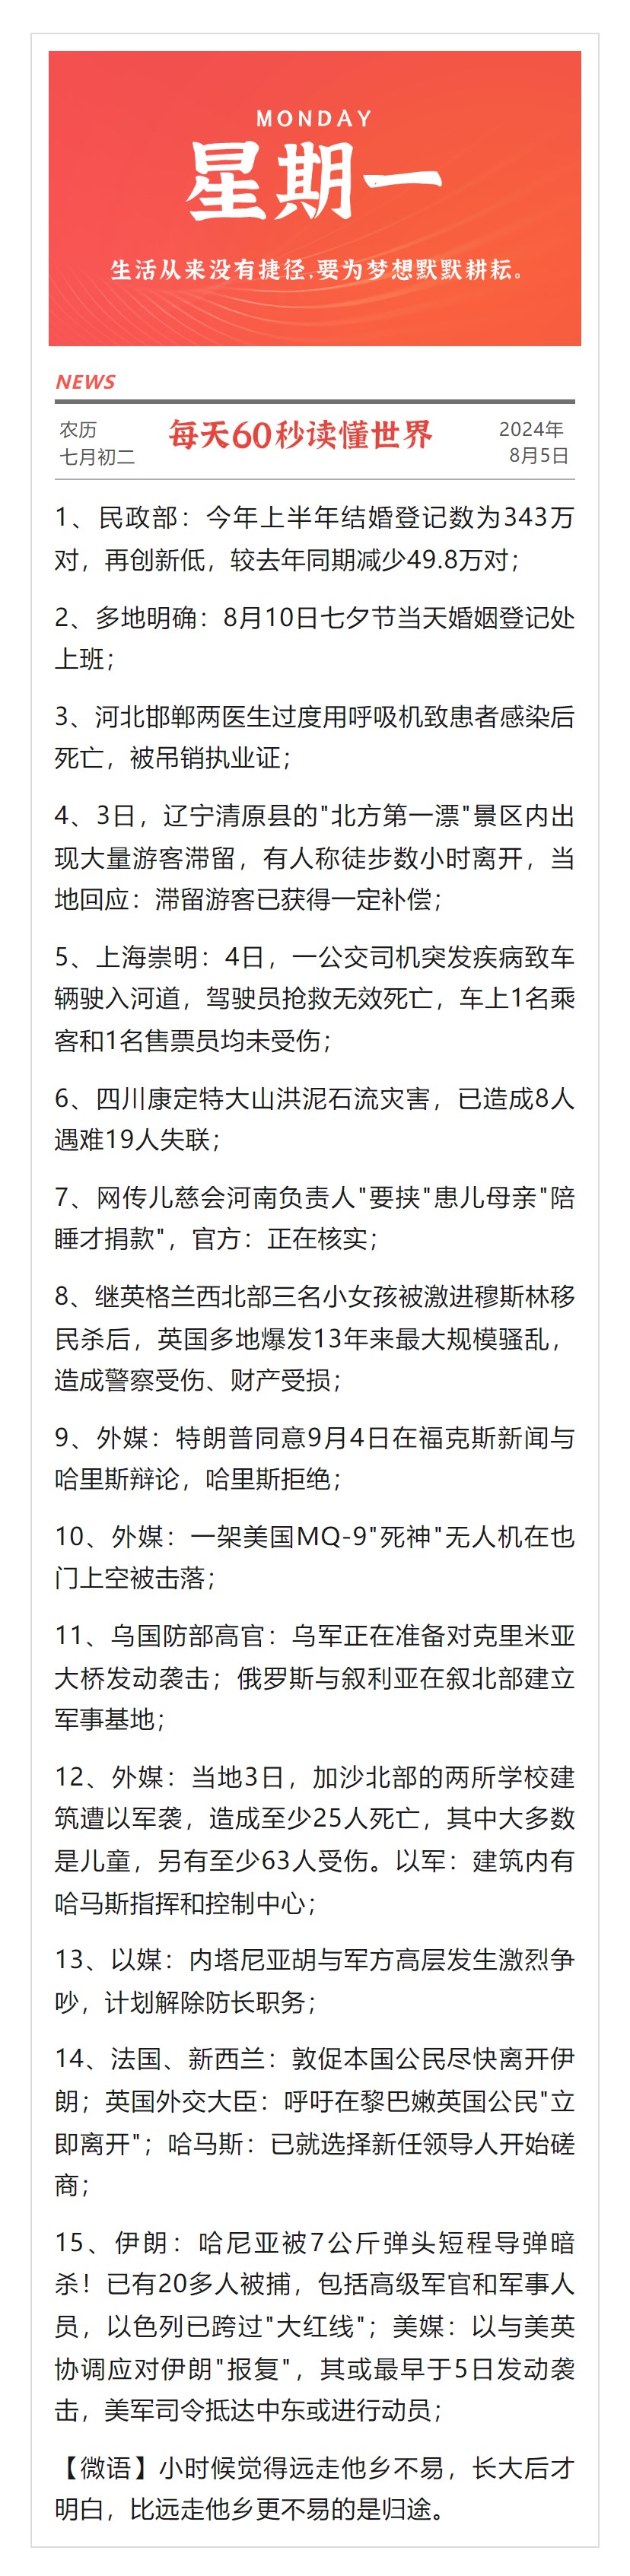 MONDAY
星期一
生活从来没有捷径,要为梦想默默耕耘。
NEWS
农历
七月初二
每天60秒读懂世界
2024年
8月5日
1、民政部：今年上半年结婚登记数为343万
对，再创新低，较去年同期减少49.8万对；
2、多地明确：8月10日七夕节当天婚姻登记处
上班；
3、河北邯郸两医生过度用呼吸机致患者感染后
死亡，被吊销执业证；
4、3日，辽宁清原县的"北方第一漂"景区内出
现大量游客滞留，有人称徒步数小时离开，当
地回应：滞留游客已获得一定补偿；
5、上海崇明：4日，一公交司机突发疾病致车
辆驶入河道，驾驶员抢救无效死亡，车上1名乘
客和1名售票员均未受伤；
6、四川康定特大山洪泥石流灾害，已造成8人
遇难19人失联；
7、网传儿慈会河南负责人"要挟"患儿母亲"陪
睡才捐款"，官方：正在核实；
8、继英格兰西北部三名小女孩被激进穆斯林移
民杀后，英国多地爆发13年来最大规模骚乱，
造成警察受伤、财产受损；
9、外媒：特朗普同意9月4日在福克斯新闻与
哈里斯辩论，哈里斯拒绝；
10、外媒：一架美国MQ-9"死神"无人机在也
门上空被击落；
11、乌国防部高官：乌军正在准备对克里米亚
大桥发动袭击；俄罗斯与叙利亚在叙北部建立
军事基地；
12、外媒：当地3日，加沙北部的两所学校建
筑遭以军袭，造成至少25人死亡，其中大多数
是儿童，另有至少63人受伤。以军：建筑内有
哈马斯指挥和控制中心；
13、以媒：内塔尼亚胡与军方高层发生激烈争
吵，计划解除防长职务；
14、法国、新西兰：敦促本国公民尽快离开伊
朗；英国外交大臣：呼吁在黎巴嫩英国公民"立
即离开"；哈马斯：已就选择新任领导人开始磋
商；
15、伊朗：哈尼亚被7公斤弹头短程导弹暗
杀！已有20多人被捕，包括高级军官和军事人
员，以色列已跨过"大红线"；美媒：以与美英
协调应对伊朗"报复"，其或最早于5日发动袭
击，美军司令抵达中东或进行动员；
【微语】小时候觉得远走他乡不易，长大后才
明白，比远走他乡更不易的是归途。